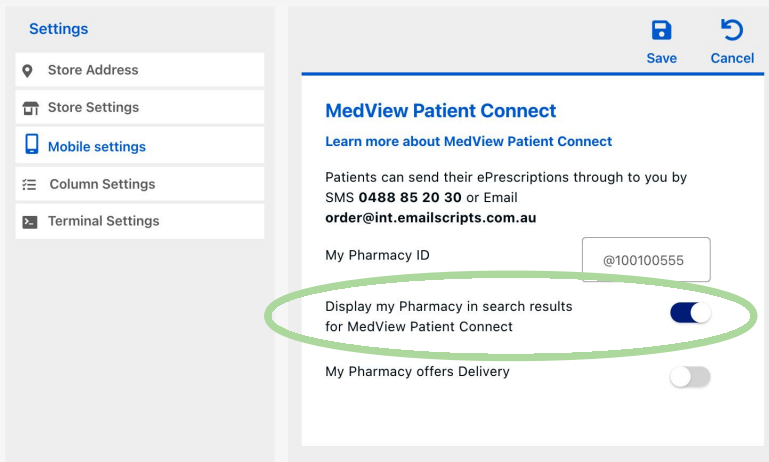 Settings
Store Address
Store Settings
Mobile settings
Column Settings
Terminal Settings
Save
Cancel
MedView Patient Connect
Learn more about MedView Patient Connect
Patients can send their ePrescriptions through to you by
SMS 0488 85 20 30 or Email
order@int.emailscripts.com.au
My Pharmacy ID
@100100555
Display my Pharmacy in search results
for MedView Patient Connect
My Pharmacy offers Delivery